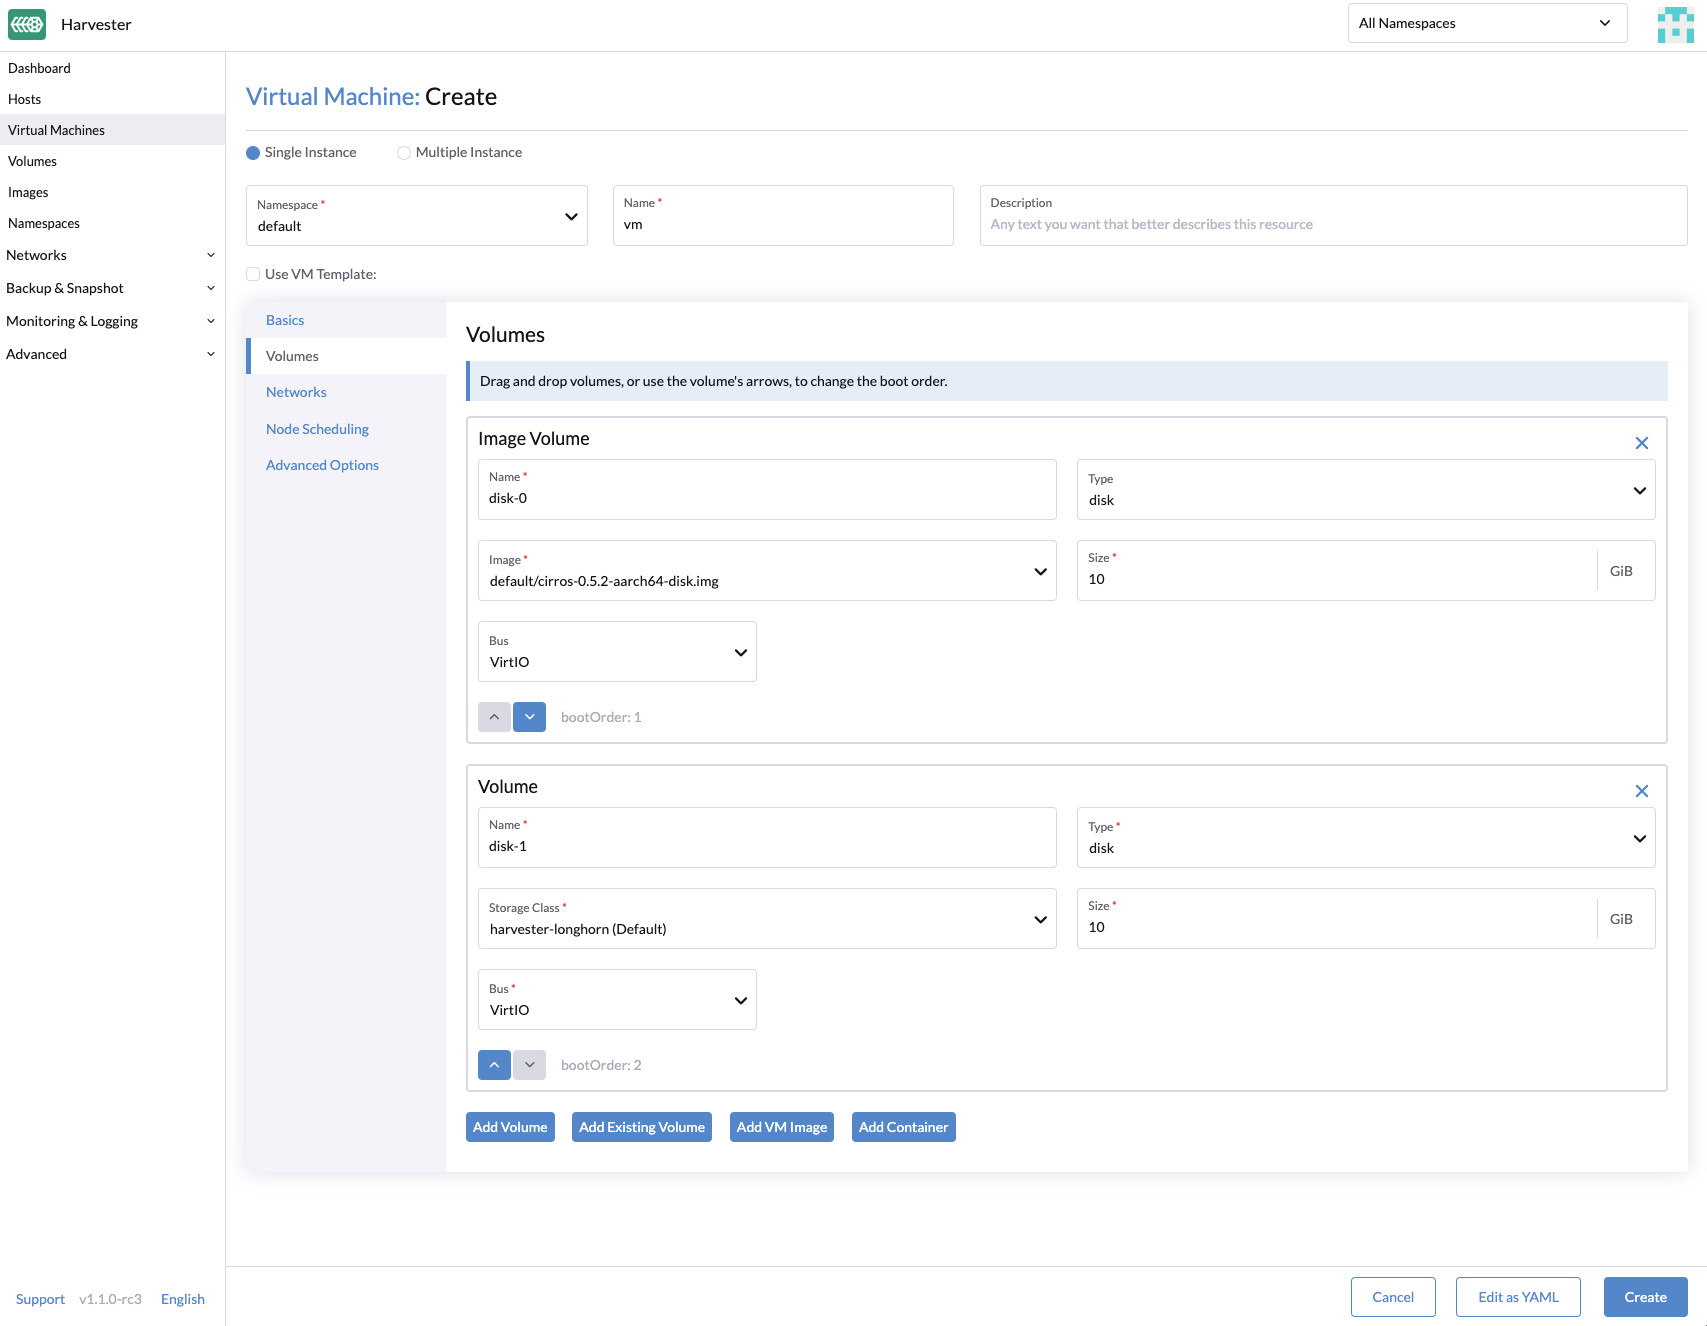 Harvester
All Namespaces
Dashboard
Hosts
Virtual Machines
Volumes
Images
Namespaces
Networks
Backup & Snapshot
Monitoring & Logging
Advanced
Virtual Machine: Create
Single Instance
Multiple Instance
Namespace *
default
Name *
vm
Description
Any text you want that better describes this resource
Use VM Template:
Basics
Volumes
Networks
Node Scheduling
Advanced Options
Volumes
Drag and drop volumes, or use the volume's arrows, to change the boot order.
Image Volume
Name *
disk-0
Type
disk
Image *
default/cirros-0.5.2-aarch64-disk.img
Size *
10
GiB
Bus
VirtIO
bootOrder: 1
Volume
Name *
disk-1
Type *
disk
Storage Class *
harvester-longhorn (Default)
Size *
10
GiB
Bus *
VirtIO
bootOrder: 2
Add Volume
Add Existing Volume
Add VM Image
Add Container
Support
v1.1.0-rc3
English
Cancel
Edit as YAML
Create